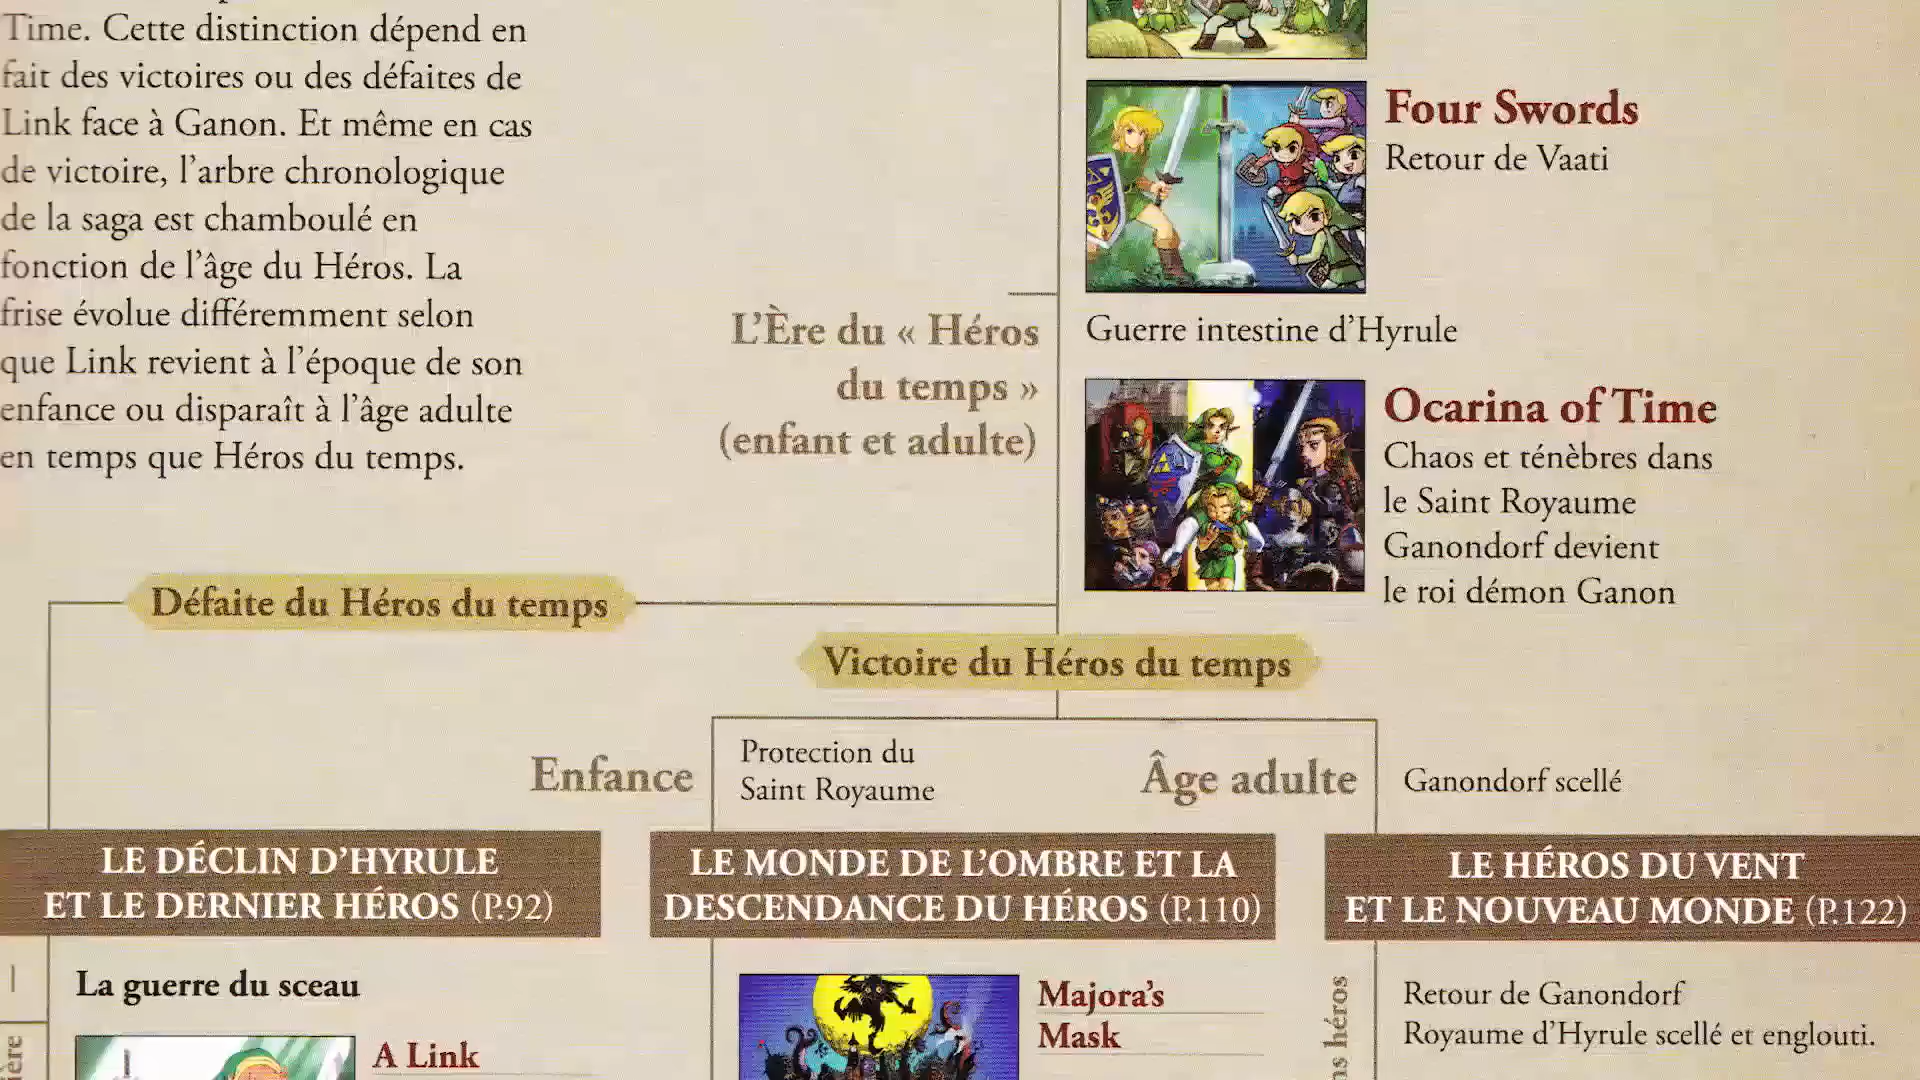 Time. Cette distinction dépend en
fait des victoires ou des défaites de
Link face à Ganon. Et même en cas
de victoire, l'arbre chronologique
de la saga est chamboulé en
fonction de l'âge du Héros. La
frise évolue différemment selon
que Link revient à l'époque de son
enfance ou disparaît à l'âge adulte
en temps que Héros du temps.
Four Swords
Retour de Vaati
L'Ère du « Héros
du temps »
(enfant et adulte)
Guerre intestine d'Hyrule
Ocarina of Time
Chaos et ténèbres dans
le Saint Royaume
Ganondorf devient
le roi démon Ganon
Défaite du Héros du temps
Victoire du Héros du temps
Enfance
Protection du
Saint Royaume
Âge adulte
Ganondorf scellé
LE DÉCLIN D'HYRULE
ET LE DERNIER HÉROS (P.92)
LE MONDE DE L'OMBRE ET LA
DESCENDANCE DU HÉROS (P.110)
LE HÉROS DU VENT
ET LE NOUVEAU MONDE (P.122)
La guerre du sceau
A Link
Majora's
Mask
héros
Retour de Ganondorf
Royaume d'Hyrule scellé et englouti.